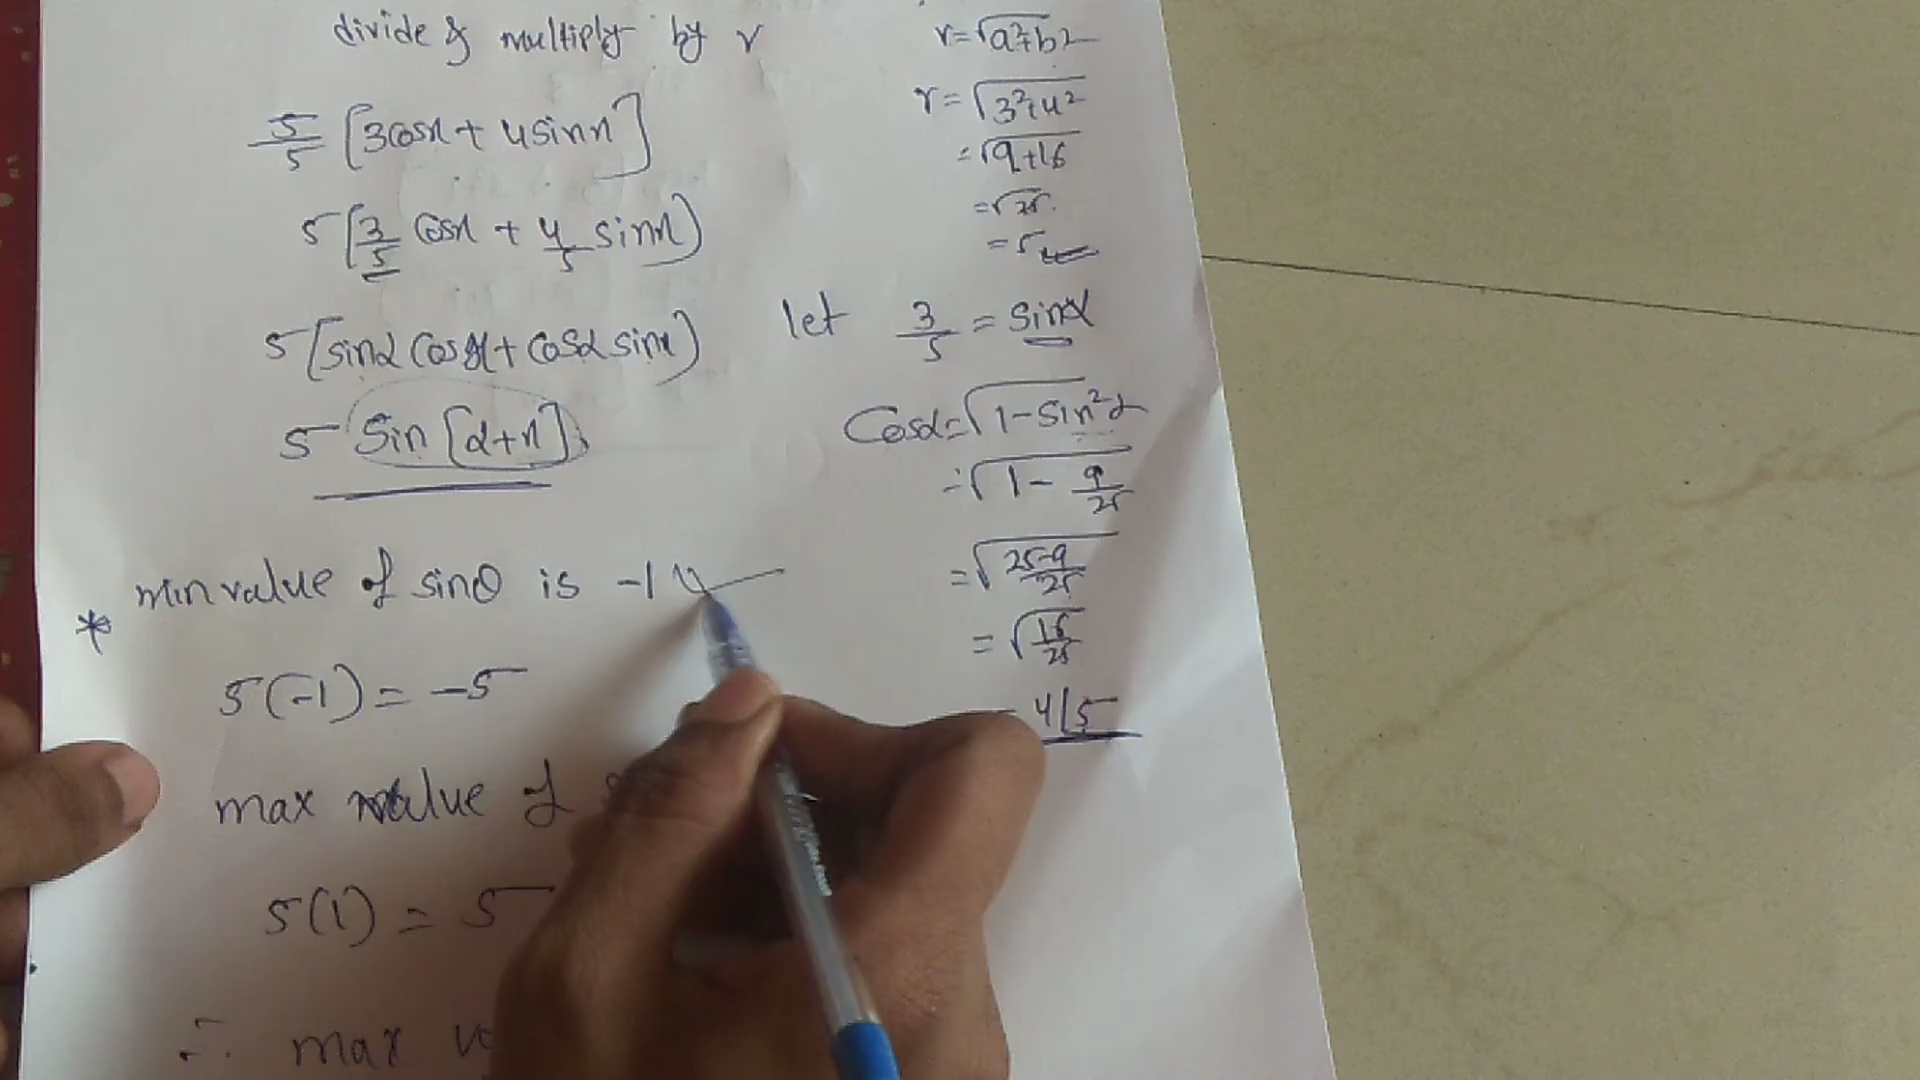 divide & multiply by r
5/5 [3cosx + 4sinx]
5[3/5 cosx + 4/5 sinx)
5[sinα cosx + cosα sinx)
5 sin[α+x]
* min value of sinθ is -1
5(-1) = -5
max value of
5(1) = 5
∴ max
r=√a²+b²
r=√3²+4²
=√9+16
=√25.
=5
let 3/5 = sinα
Cosα=√1-sin²α
=√1-9/25
=√25-9/25
=√16/25
4/5